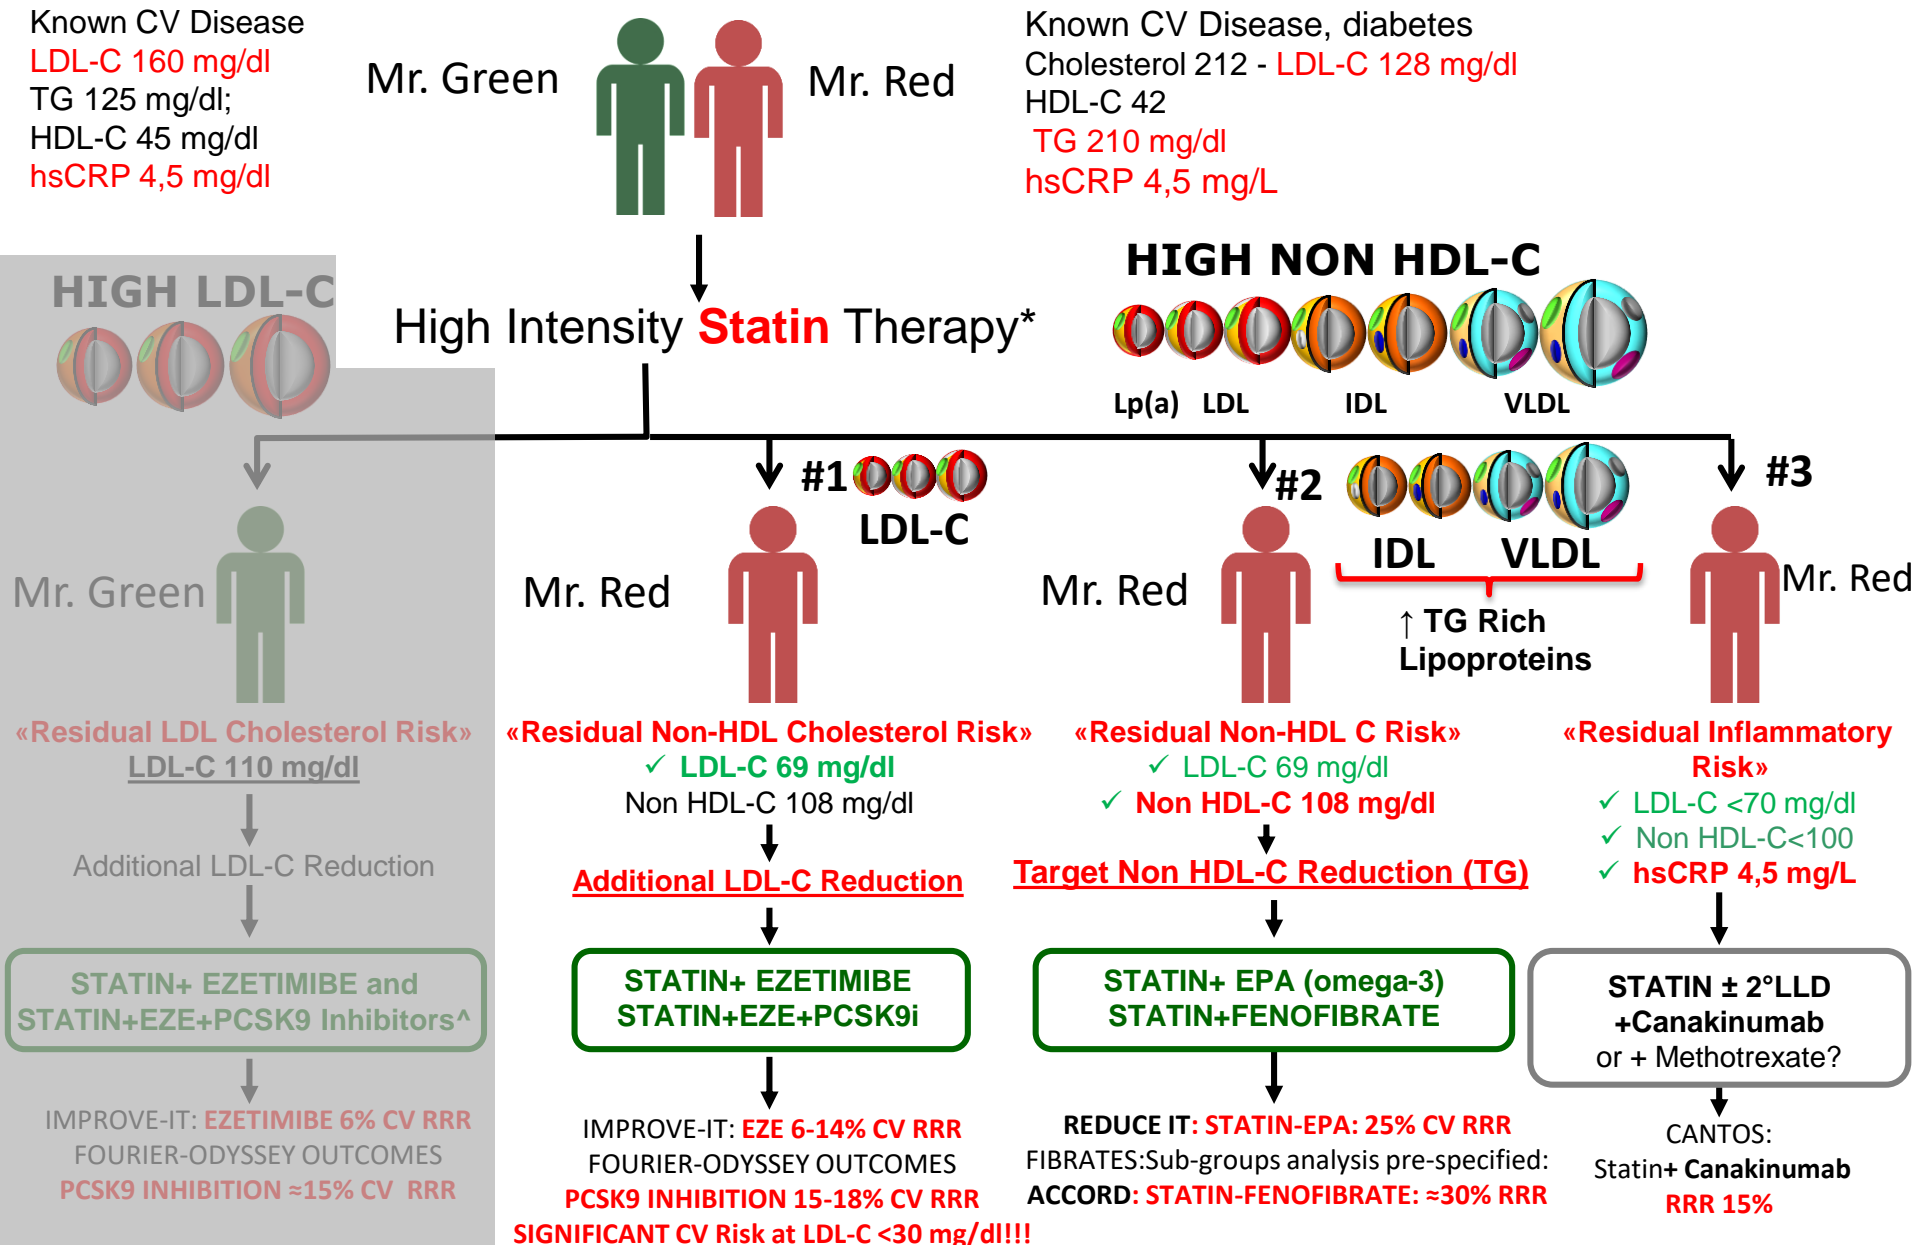 Known CV Disease
LDL-C 160 mg/dl
TG 125 mg/dl;
HDL-C 45 mg/dl
hsCRP 4,5 mg/dl
Mr. Green
Mr. Red
Known CV Disease, diabetes
Cholesterol 212 - LDL-C 128 mg/dl
HDL-C 42
TG 210 mg/dl
hsCRP 4,5 mg/L
HIGH LDL-C
High Intensity Statin Therapy*
HIGH NON HDL-C
Lp(a) LDL IDL VLDL
Mr. Green
«Residual LDL Cholesterol Risk»
LDL-C 110 mg/dl
Additional LDL-C Reduction
STATIN+ EZETIMIBE and
STATIN+EZE+PCSK9 Inhibitors^
IMPROVE-IT: EZETIMIBE 6% CV RRR
FOURIER-ODYSSEY OUTCOMES
PCSK9 INHIBITION ≈15% CV RRR
#1
LDL-C
Mr. Red
«Residual Non-HDL Cholesterol Risk»
✓ LDL-C 69 mg/dl
Non HDL-C 108 mg/dl
Additional LDL-C Reduction
STATIN+ EZETIMIBE
STATIN+EZE+PCSK9i
IMPROVE-IT: EZE 6-14% CV RRR
FOURIER-ODYSSEY OUTCOMES
PCSK9 INHIBITION 15-18% CV RRR
SIGNIFICANT CV Risk at LDL-C <30 mg/dl!!!
#2
IDL VLDL
Mr. Red
↑ TG Rich
Lipoproteins
«Residual Non-HDL C Risk»
✓ LDL-C 69 mg/dl
✓ Non HDL-C 108 mg/dl
Target Non HDL-C Reduction (TG)
STATIN+ EPA (omega-3)
STATIN+FENOFIBRATE
REDUCE IT: STATIN-EPA: 25% CV RRR
FIBRATES:Sub-groups analysis pre-specified:
ACCORD: STATIN-FENOFIBRATE: ≈30% RRR
#3
Mr. Red
«Residual Inflammatory
Risk»
✓ LDL-C <70 mg/dl
✓ Non HDL-C<100
✓ hsCRP 4,5 mg/L
STATIN ± 2°LLD
+Canakinumab
or + Methotrexate?
CANTOS:
Statin+ Canakinumab
RRR 15%